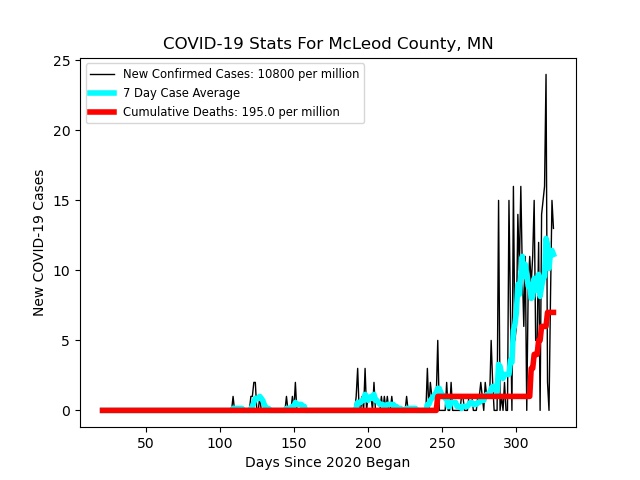 COVID-19 Stats For McLeod County, MN
New Confirmed Cases: 10800 per million
7 Day Case Average
Cumulative Deaths: 195.0 per million
New COVID-19 Cases
25
20
15
10
5
0
50
100
150
200
250
300
Days Since 2020 Began